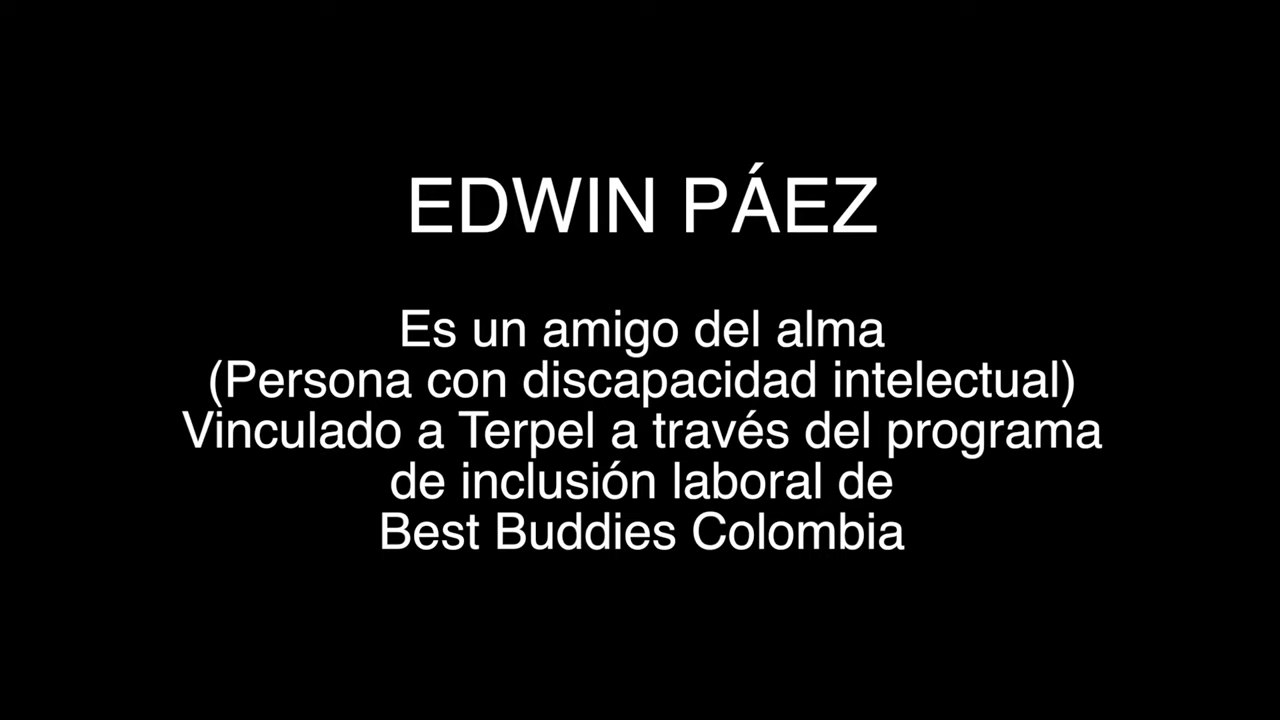 EDWIN PÁEZ
Es un amigo del alma
(Persona con discapacidad intelectual)
Vinculado a Terpel a través del programa
de inclusión laboral de
Best Buddies Colombia